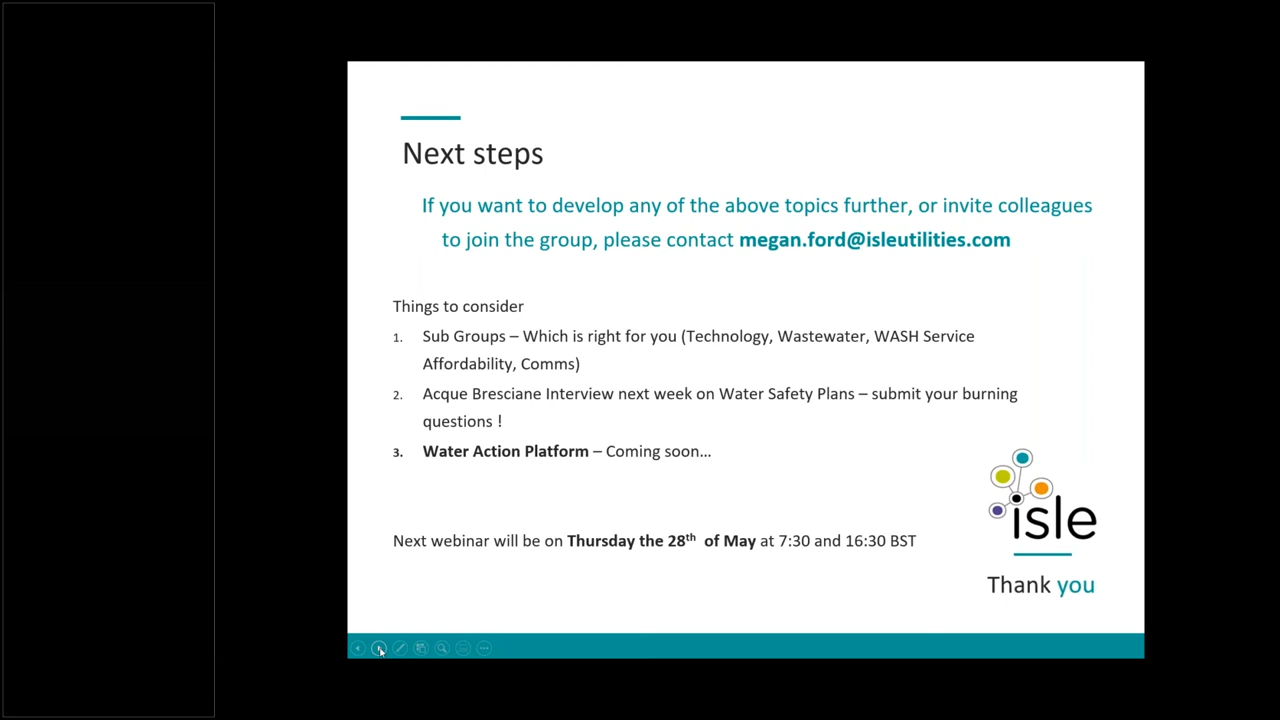 Next steps
If you want to develop any of the above topics further, or invite colleagues
to join the group, please contact megan.ford@isleutilities.com
Things to consider
1. Sub Groups – Which is right for you (Technology, Wastewater, WASH Service
Affordability, Comms)
2. Acque Bresciane Interview next week on Water Safety Plans – submit your burning
questions !
3. Water Action Platform – Coming soon…
Next webinar will be on Thursday the 28th of May at 7:30 and 16:30 BST
isle
Thank you